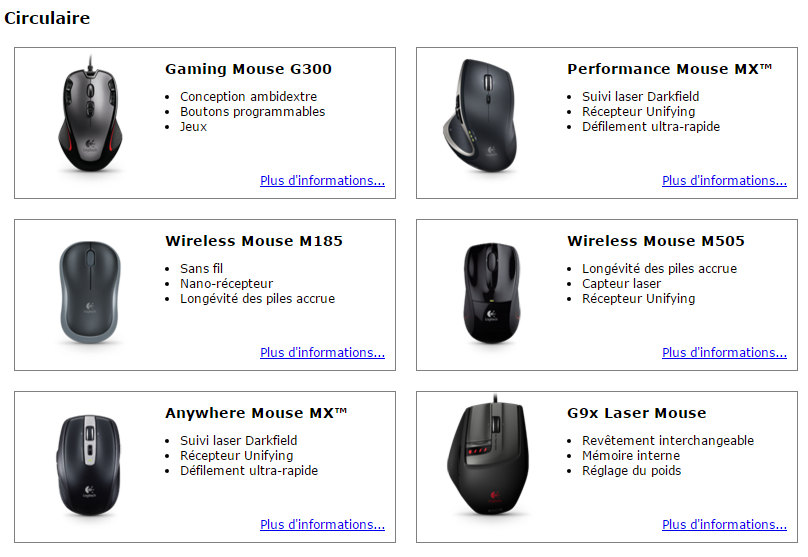 Circulaire
Gaming Mouse G300
• Conception ambidextre
• Boutons programmables
• Jeux
Plus d'informations...
Performance Mouse MX™
• Suivi laser Darkfield
• Récepteur Unifying
• Défilement ultra-rapide
Plus d'informations...
Wireless Mouse M185
• Sans fil
• Nano-récepteur
• Longévité des piles accrue
Plus d'informations...
Wireless Mouse M505
• Longévité des piles accrue
• Capteur laser
• Récepteur Unifying
Plus d'informations...
Anywhere Mouse MX™
• Suivi laser Darkfield
• Récepteur Unifying
• Défilement ultra-rapide
Plus d'informations...
G9x Laser Mouse
• Revêtement interchangeable
• Mémoire interne
• Réglage du poids
Plus d'informations...